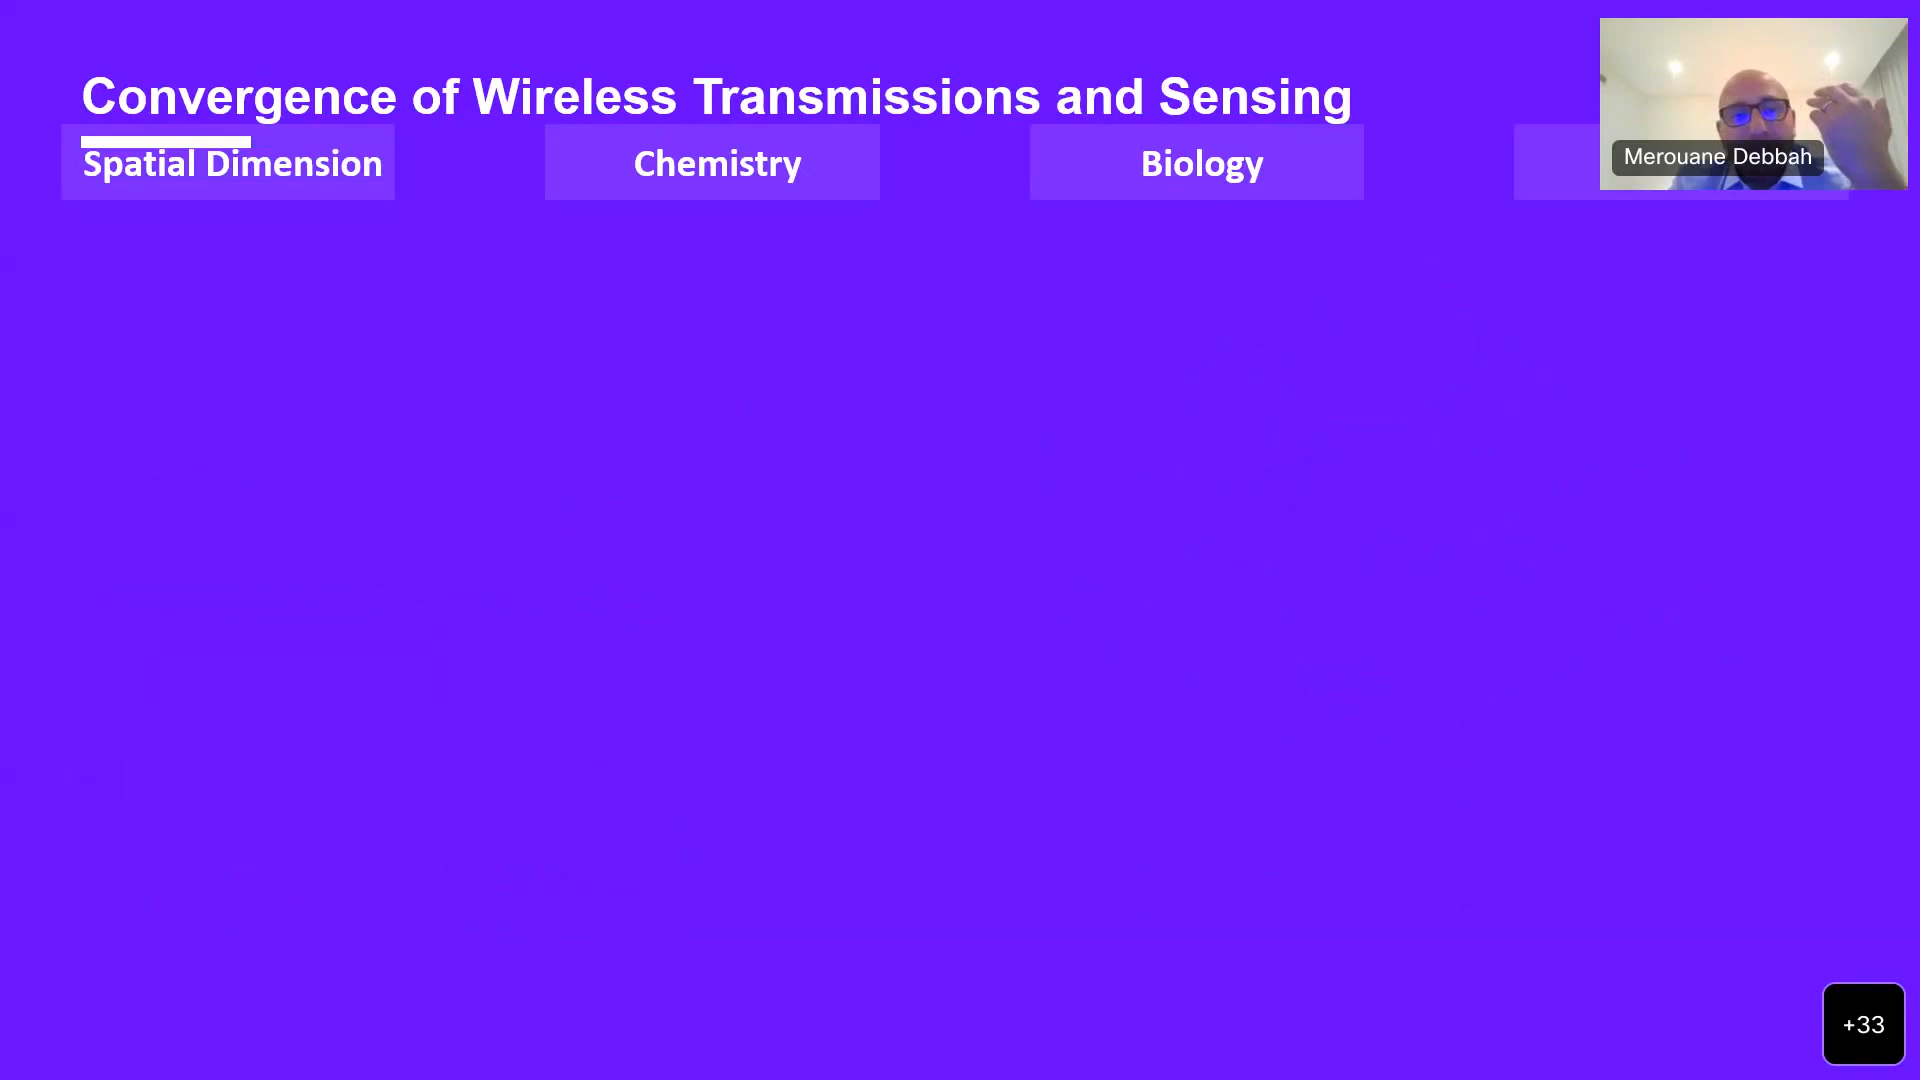 Convergence of Wireless Transmissions and Sensing
Spatial Dimension
Chemistry
Biology
Merouane Debbah
+33